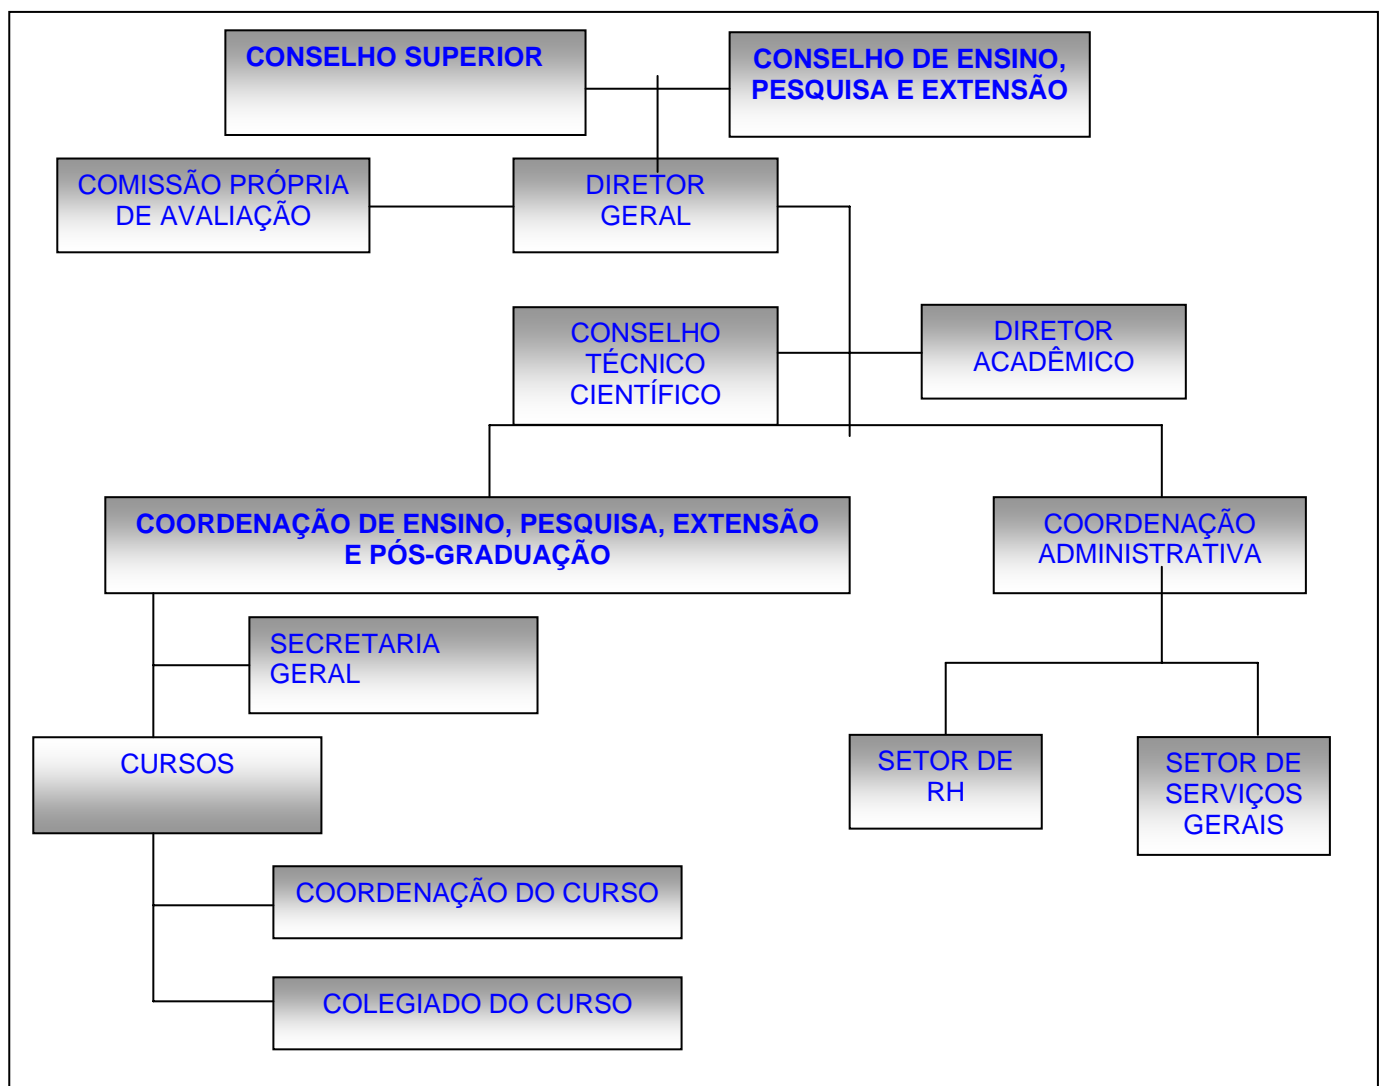 CONSELHO SUPERIOR
CONSELHO DE ENSINO,
PESQUISA E EXTENSÃO
COMISSÃO PRÓPRIA
DE AVALIAÇÃO
DIRETOR
GERAL
CONSELHO
TÉCNICO
CIENTÍFICO
DIRETOR
ACADÊMICO
COORDENAÇÃO DE ENSINO, PESQUISA, EXTENSÃO
E PÓS-GRADUAÇÃO
COORDENAÇÃO
ADMINISTRATIVA
SECRETARIA
GERAL
CURSOS
SETOR DE
RH
SETOR DE
SERVIÇOS
GERAIS
COORDENAÇÃO DO CURSO
COLEGIADO DO CURSO